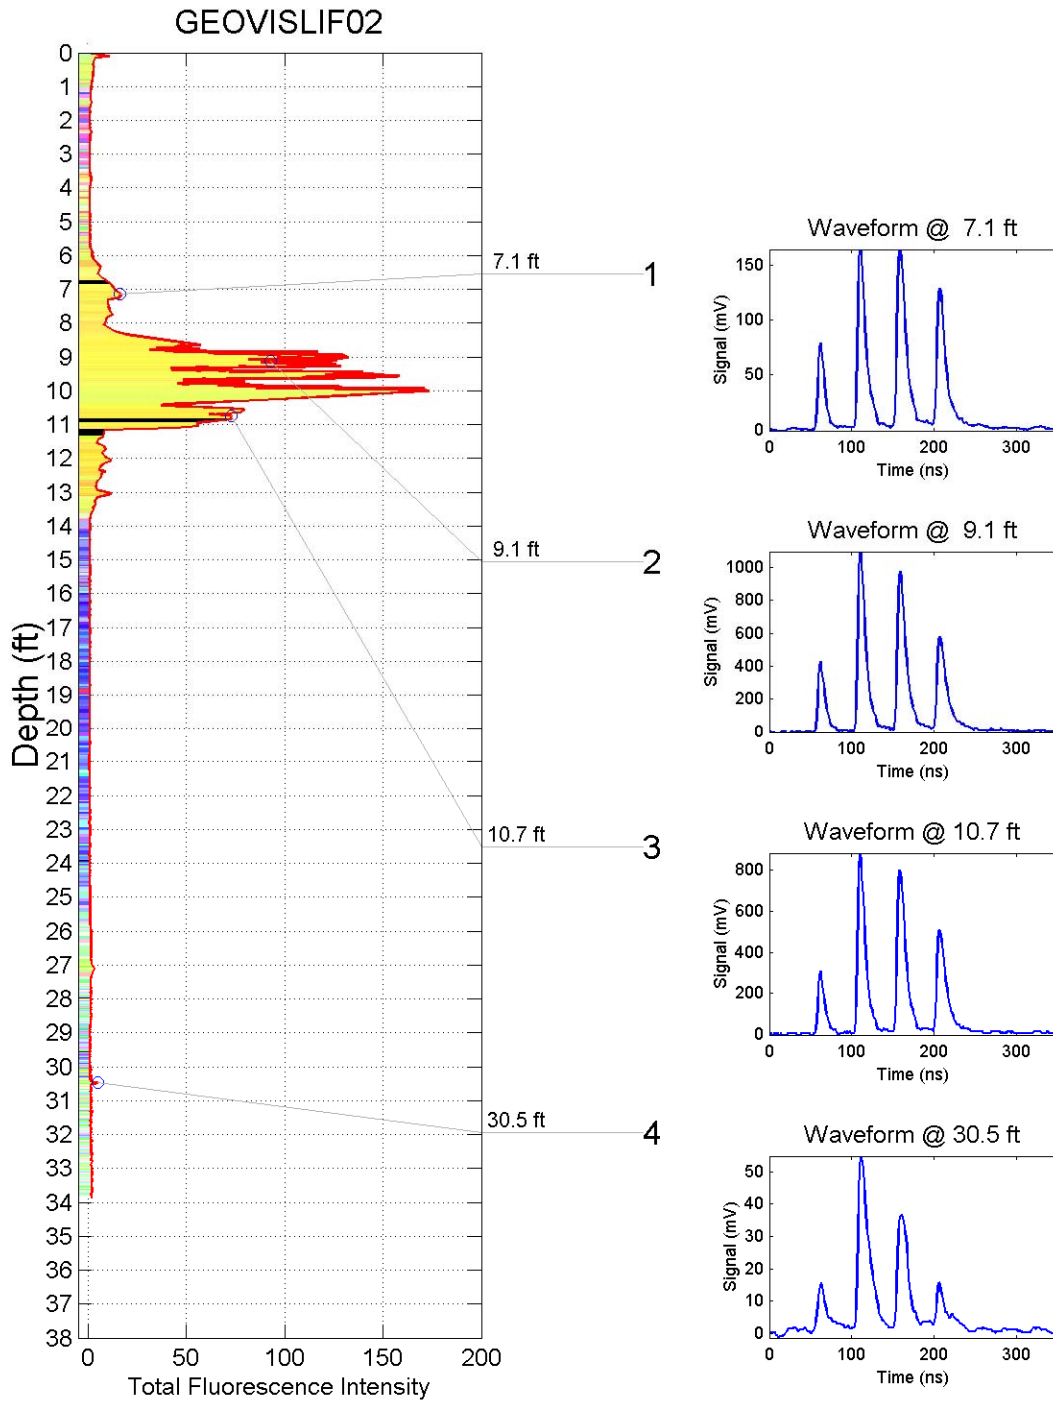 GEOVISLIF02
0
1
2
3
4
5
6
7
8
9
10
11
12
13
14
15
16
17
18
19
20
21
22
23
24
25
26
27
28
29
30
31
32
33
34
35
36
37
38
Depth (ft)
0 50 100 150 200
Total Fluorescence Intensity
7.1 ft
1
9.1 ft
2
10.7 ft
3
30.5 ft
4
Waveform @ 7.1 ft
150
100
50
0
Signal (mV)
0 100 200 300
Time (ns)
Waveform @ 9.1 ft
1000
800
600
400
200
0
Signal (mV)
0 100 200 300
Time (ns)
Waveform @ 10.7 ft
800
600
400
200
0
Signal (mV)
0 100 200 300
Time (ns)
Waveform @ 30.5 ft
50
40
30
20
10
0
Signal (mV)
0 100 200 300
Time (ns)